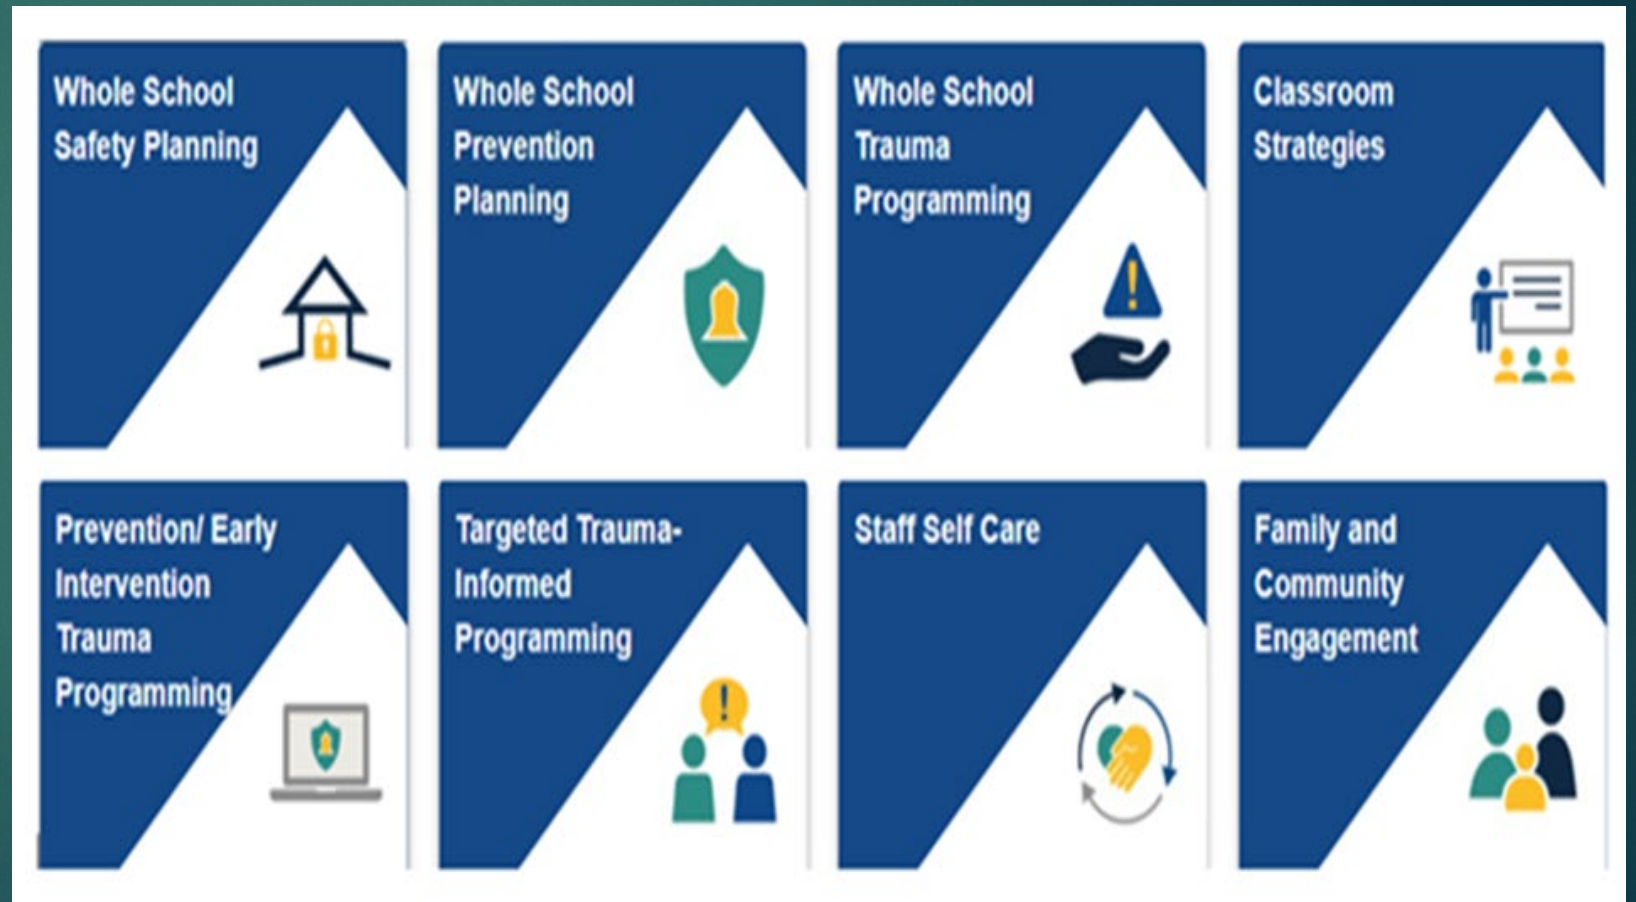 Whole School
Safety Planning
Whole School
Prevention
Planning
Whole School
Trauma
Programming
Classroom
Strategies
Prevention/ Early
Intervention
Trauma
Programming
Targeted Trauma-
Informed
Programming
Staff Self Care
Family and
Community
Engagement